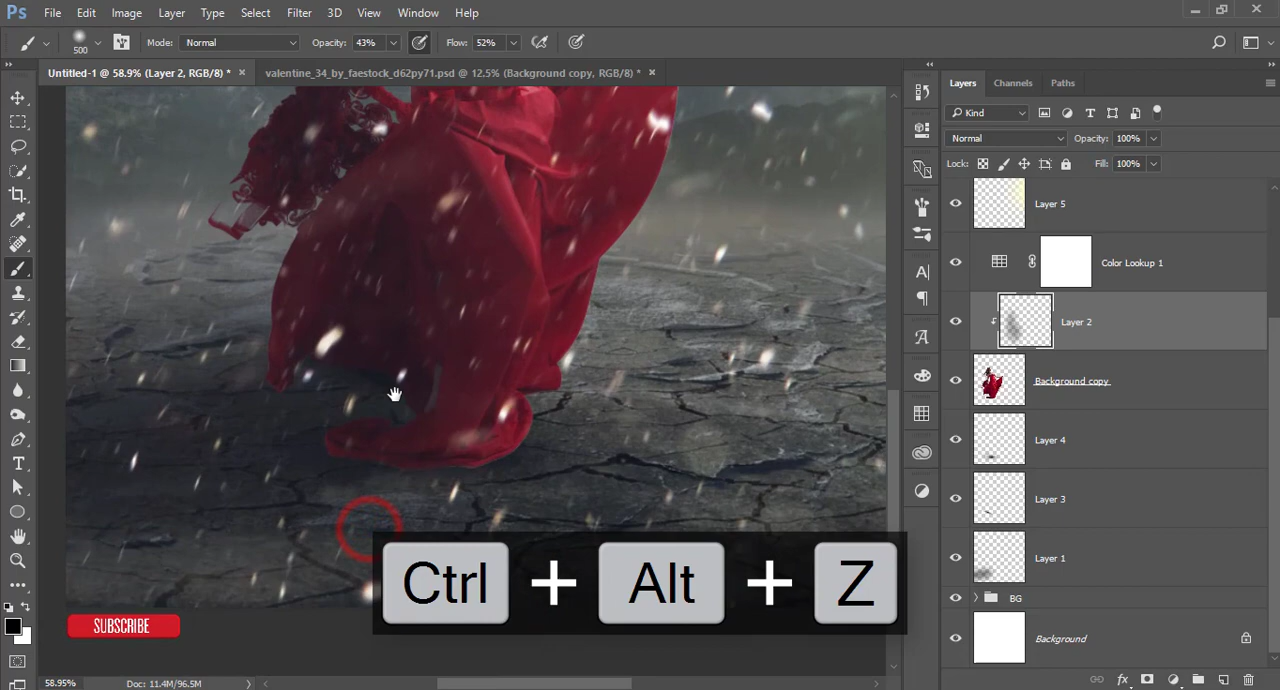 Ps File Edit Image Layer Type Select Filter 3D View Window Help
500 Mode: Normal Opacity: 43% Flow: 52%
Untitled-1 @ 58.9% (Layer 2, RGB/8) * × valentine_34_by_faestock_d62py71.psd @ 12.5% (Background copy, RGB/8) * ×
Layers Channels Paths
Kind
Normal Opacity: 100%
Lock: Fill: 100%
Layer 5
Color Lookup 1
Layer 2
Background copy
Layer 4
Layer 3
Layer 1
BG
Background
Ctrl + Alt + Z
SUBSCRIBE
58.95% Doc: 11.4M/96.5M